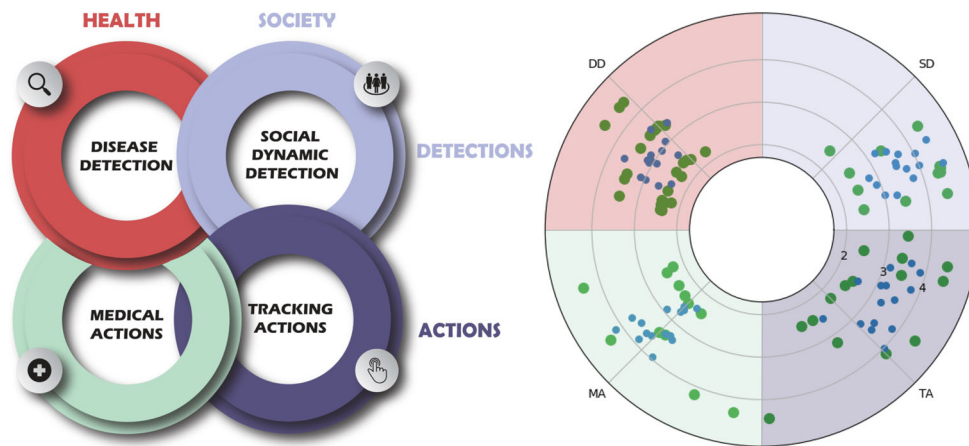 HEALTH
SOCIETY
DISEASE
DETECTION
SOCIAL
DYNAMIC
DETECTION
DETECTIONS
MEDICAL
ACTIONS
TRACKING
ACTIONS
ACTIONS
DD
SD
2
3
4
MA
TA